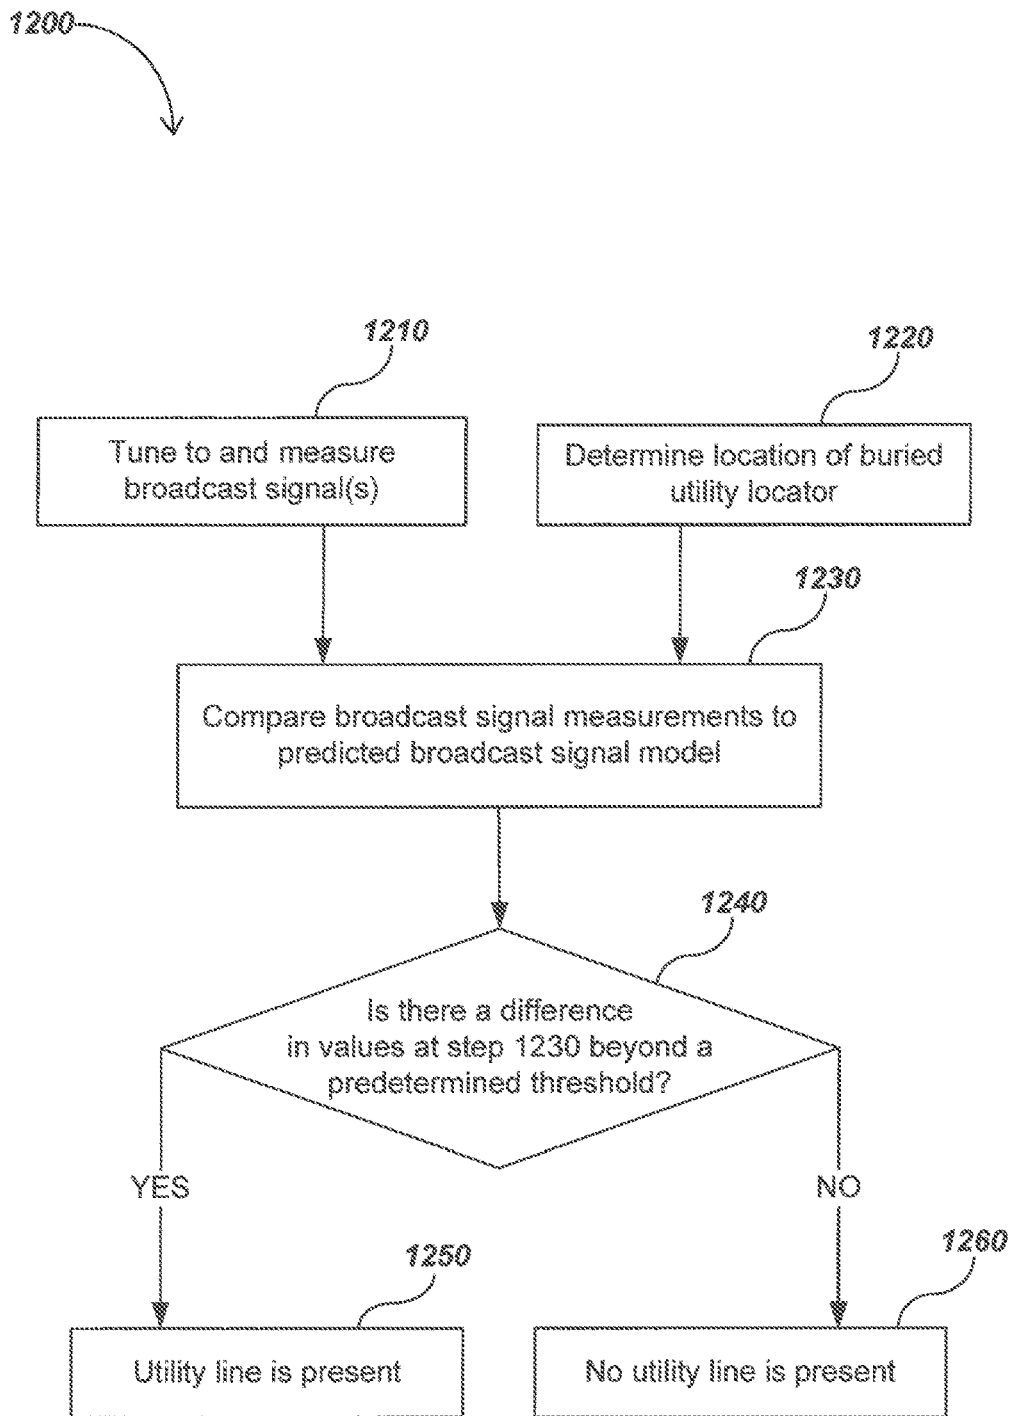 1200
1210
1220
Tune to and measure
broadcast signal(s)
Determine location of buried
utility locator
1230
Compare broadcast signal measurements to
predicted broadcast signal model
1240
Is there a difference
in values at step 1230 beyond a
predetermined threshold?
YES
NO
1250
1260
Utility line is present
No utility line is present